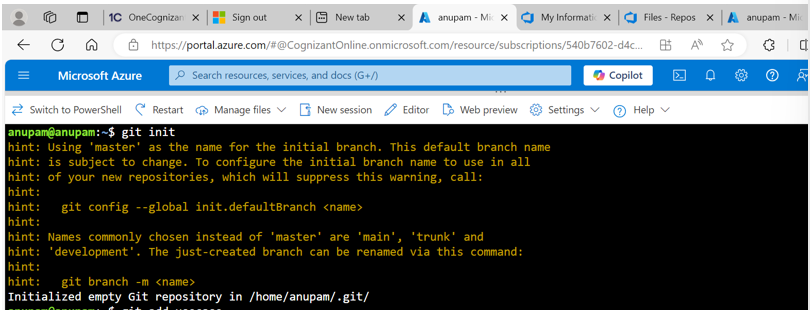 1C OneCognizan
Sign out
New tab
anupam - Mi
My Informati
Files - Repos
anupam - Mi
https://portal.azure.com/#@CognizantOnline.onmicrosoft.com/resource/subscriptions/540b7602-d4c...
Microsoft Azure
Search resources, services, and docs (G+/)
Copilot
Switch to PowerShell
Restart
Manage files
New session
Editor
Web preview
Settings
Help
anupam@anupam:~$ git init
hint: Using 'master' as the name for the initial branch. This default branch name
hint: is subject to change. To configure the initial branch name to use in all
hint: of your new repositories, which will suppress this warning, call:
hint:
hint:   git config --global init.defaultBranch <name>
hint:
hint: Names commonly chosen instead of 'master' are 'main', 'trunk' and
hint: 'development'. The just-created branch can be renamed via this command:
hint:
hint:   git branch -m <name>
Initialized empty Git repository in /home/anupam/.git/